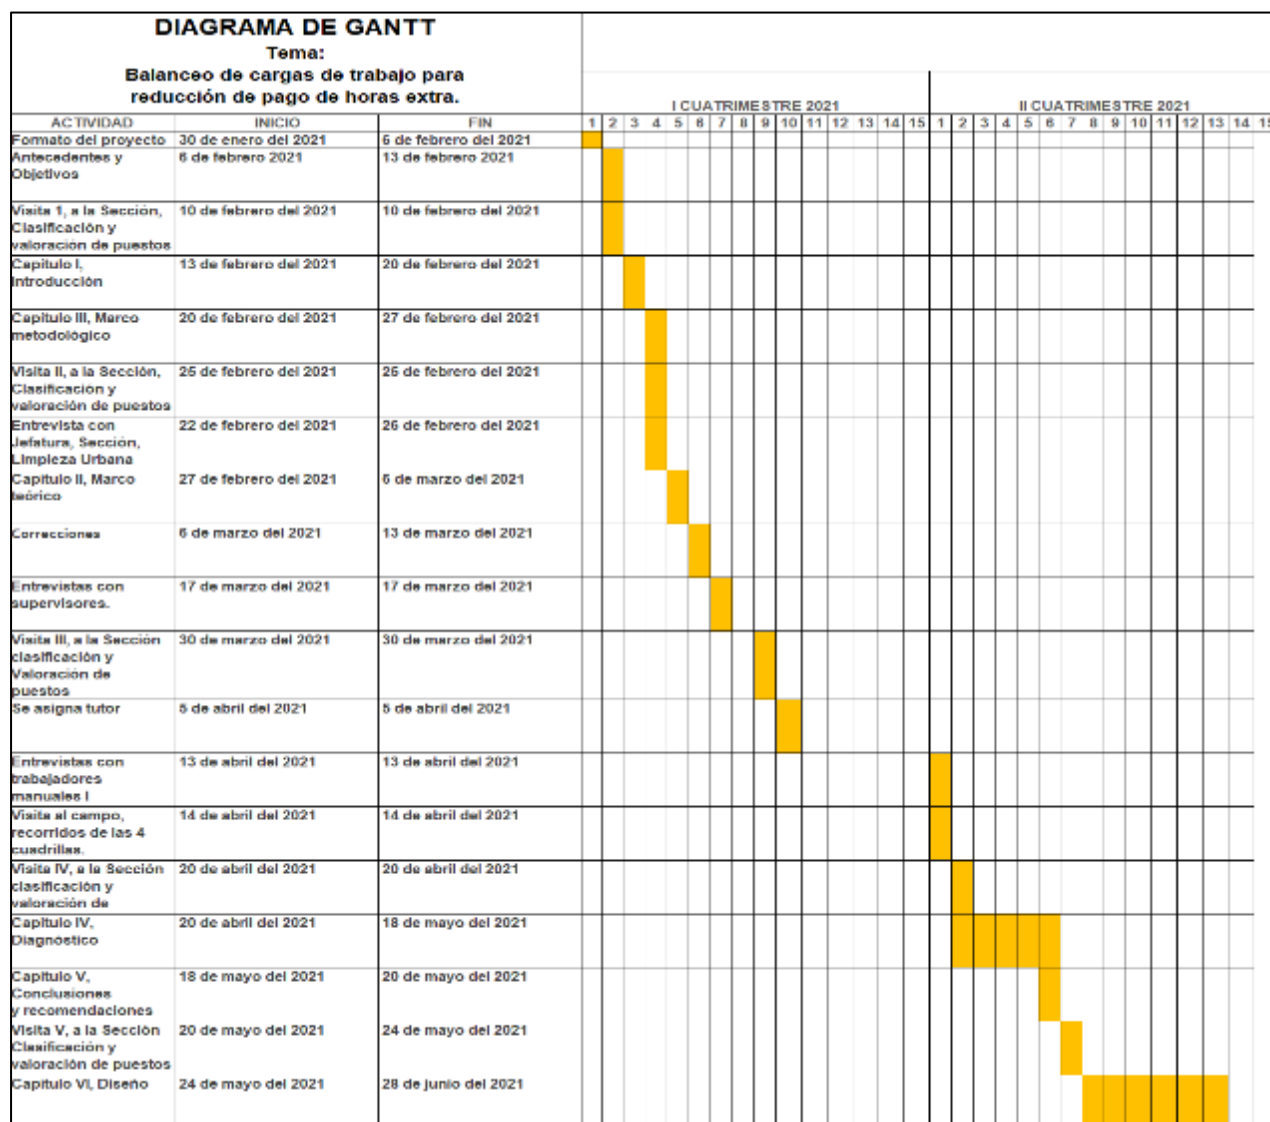 DIAGRAMA DE GANTT
Tema:
Balanceo de cargas de trabajo para
reducción de pago de horas extra.
I CUATRIMESTRE 2021 II CUATRIMESTRE 2021
ACTIVIDAD INICIO FIN 1 2 3 4 5 6 7 8 9 10 11 12 13 14 15 1 2 3 4 5 6 7 8 9 10 11 12 13 14 15
Formato del proyecto 30 de enero del 2021 6 de febrero del 2021
Antecedentes y 6 de febrero 2021 13 de febrero 2021
Objetivos
Visita 1, a la Sección, 10 de febrero del 2021 10 de febrero del 2021
Clasificación y
valoración de puestos
Capitulo I, 13 de febrero del 2021 20 de febrero del 2021
Introducción
Capitulo III, Marco 20 de febrero del 2021 27 de febrero del 2021
metodológico
Visita II, a la Sección, 25 de febrero del 2021 25 de febrero del 2021
Clasificación y
valoración de puestos
Entrevista con 22 de febrero del 2021 26 de febrero del 2021
Jefatura, Sección,
Limpieza Urbana
Capitulo II, Marco 27 de febrero del 2021 6 de marzo del 2021
teórico
Correcciones 6 de marzo del 2021 13 de marzo del 2021
Entrevistas con 17 de marzo del 2021 17 de marzo del 2021
supervisores.
Visita III, a la Sección 30 de marzo del 2021 30 de marzo del 2021
clasificación y
Valoración de
puestos
Se asigna tutor 5 de abril del 2021 5 de abril del 2021
Entrevistas con 13 de abril del 2021 13 de abril del 2021
trabajadores
manuales I
Visita al campo, 14 de abril del 2021 14 de abril del 2021
recorridos de las 4
cuadrillas.
Visita IV, a la Sección 20 de abril del 2021 20 de abril del 2021
clasificación y
valoración de
Capitulo IV, 20 de abril del 2021 18 de mayo del 2021
Diagnóstico
Capitulo V, 18 de mayo del 2021 20 de mayo del 2021
Conclusiones
y recomendaciones
Visita V, a la Sección 20 de mayo del 2021 24 de mayo del 2021
Clasificación y
valoración de puestos
Capitulo VI, Diseño 24 de mayo del 2021 28 de junio del 2021